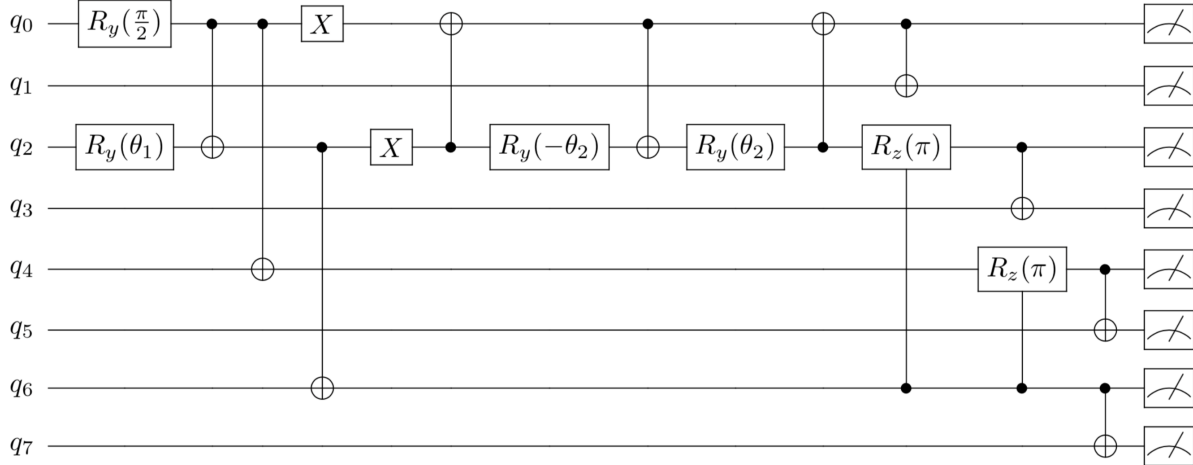 q₀ R_y(π/2) X
q₁
q₂ R_y(θ₁) X R_y(−θ₂) R_y(θ₂) R_z(π)
q₃
q₄ R_z(π)
q₅
q₆
q₇